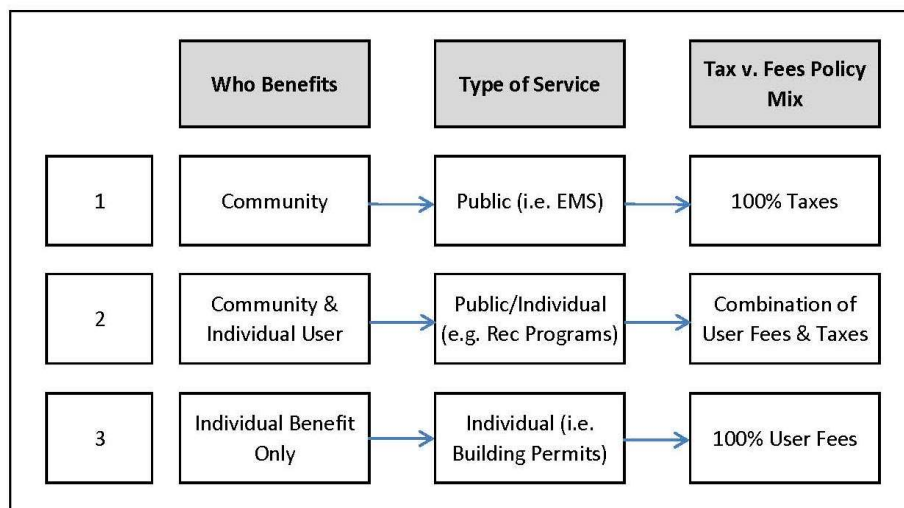 Who Benefits
Type of Service
Tax v. Fees Policy
Mix
1
Community
Public (i.e. EMS)
100% Taxes
2
Community &
Individual User
Public/Individual
(e.g. Rec Programs)
Combination of
User Fees & Taxes
3
Individual Benefit
Only
Individual (i.e.
Building Permits)
100% User Fees